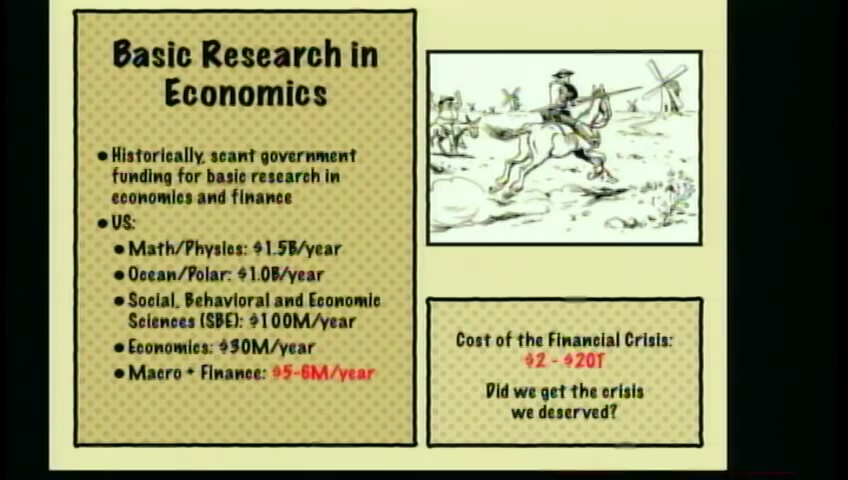 Basic Research in
Economics
● Historically, scant government
funding for basic research in
economics and finance
● US:
● Math/Physics: $1.5B/year
● Ocean/Polar: $1.0B/year
● Social, Behavioral and Economic
Sciences (SBE): $100M/year
● Economics: $30M/year
● Macro + Finance: $5-6M/year
Cost of the Financial Crisis:
$2 - $20T
Did we get the crisis
we deserved?